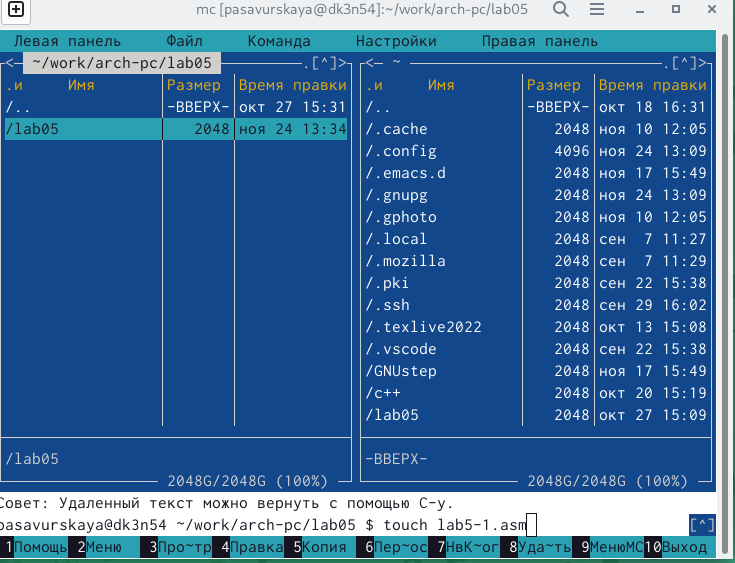 mc [pasavurskaya@dk3n54]:~/work/arch-pc/lab05
Левая панель Файл Команда Настройки Правая панель
<- ~/work/arch-pc/lab05 .[^]> <- ~ .[^]>
.и Имя Размер Время правки .и Имя Размер Время правки
/.. -ВВЕРХ- окт 27 15:31 /.. -ВВЕРХ- окт 18 16:31
/lab05 2048 ноя 24 13:34 /.cache 2048 ноя 10 12:05
/.config 4096 ноя 24 13:09
/.emacs.d 2048 ноя 17 15:49
/.gnupg 2048 ноя 24 13:09
/.gphoto 2048 ноя 10 12:05
/.local 2048 сен 7 11:27
/.mozilla 2048 сен 7 11:29
/.pki 2048 сен 22 15:38
/.ssh 2048 сен 29 16:02
/.texlive2022 2048 окт 13 15:08
/.vscode 2048 сен 22 15:38
/GNUstep 2048 ноя 17 15:49
/c++ 2048 окт 20 15:19
/lab05 2048 окт 27 15:09
/lab05 -ВВЕРХ-
2048G/2048G (100%) 2048G/2048G (100%)
Совет: Удаленный текст можно вернуть с помощью C-y.
pasavurskaya@dk3n54 ~/work/arch-pc/lab05 $ touch lab5-1.asm [^]
1Помощь 2Меню 3Про~тр 4Правка 5Копия 6Пер~ос 7НвК~ог 8Уда~ть 9МенюMC 10Выход